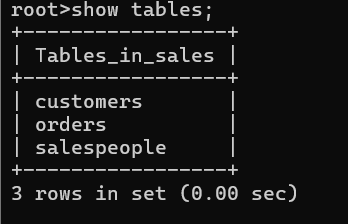 root>show tables;
+-----------------+
| Tables_in_sales |
+-----------------+
| customers       |
| orders          |
| salespeople     |
+-----------------+
3 rows in set (0.00 sec)